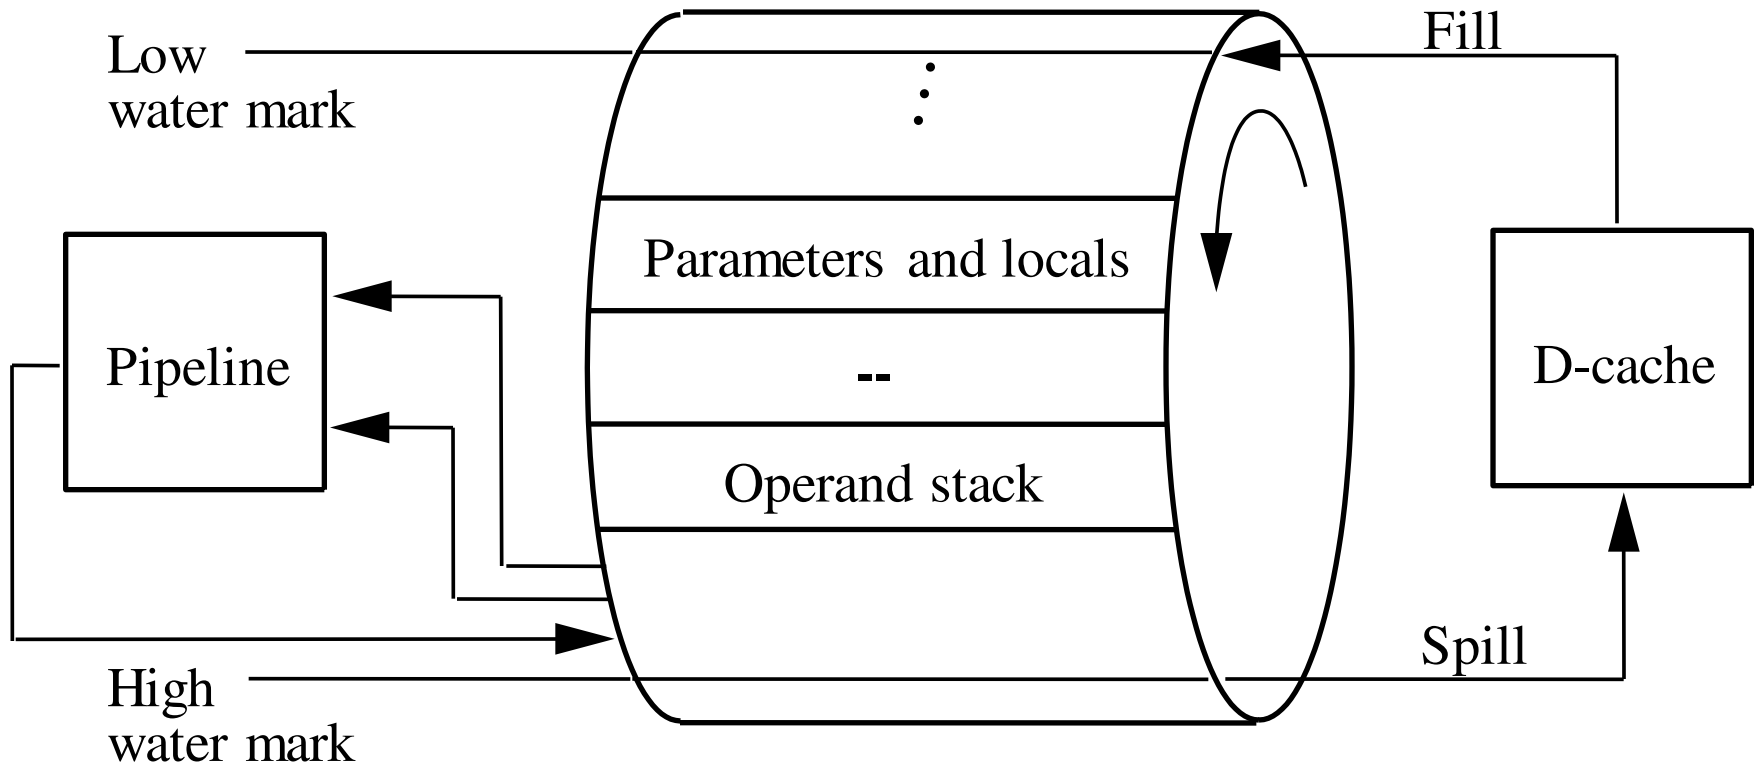 Low
water mark
Fill
Parameters and locals
Pipeline
--
D-cache
Operand stack
Spill
High
water mark